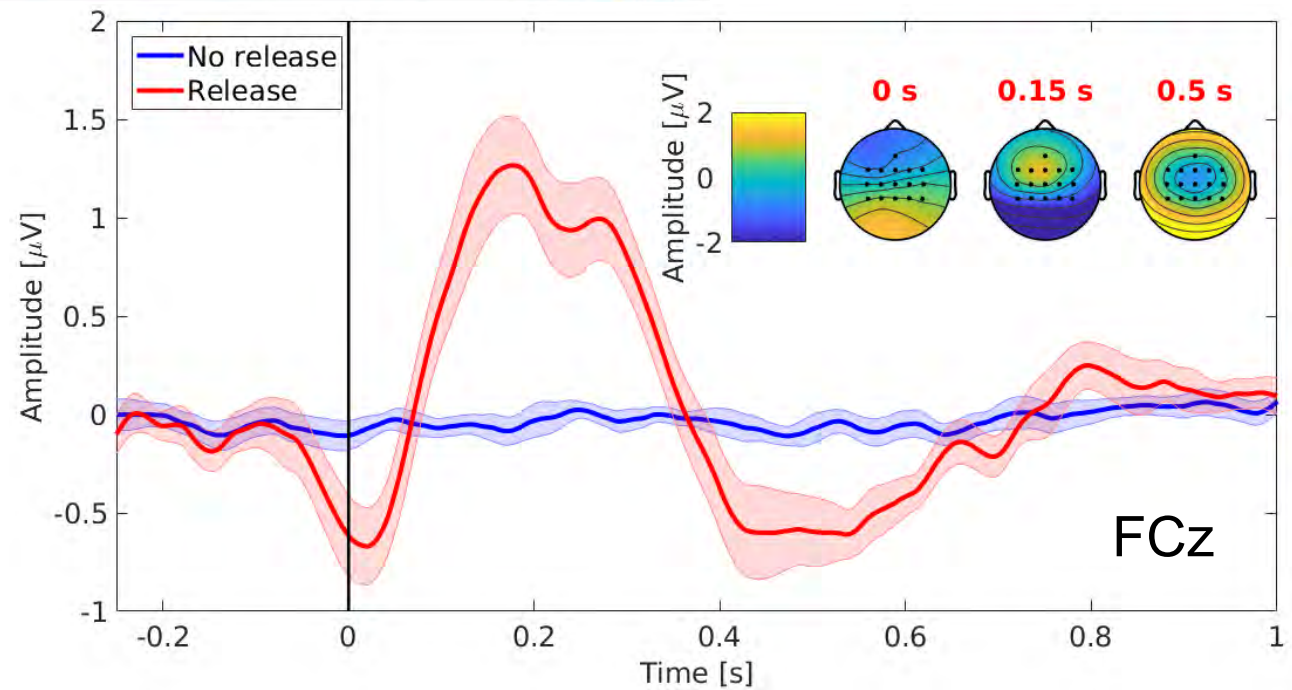 2
1.5
1
0.5
0
-0.5
-1
Amplitude [μV]
No release
Release
Amplitude [μV]
2
0
-2
0 s
0.15 s
0.5 s
FCz
-0.2
0
0.2
0.4
0.6
0.8
1
Time [s]